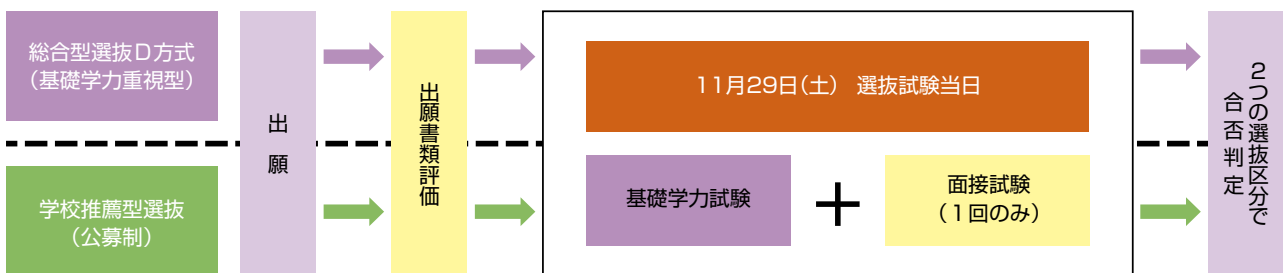 総合型選抜D方式
(基礎学力重視型)
学校推薦型選抜
(公募制)
出願
出願書類評価
11月29日(土) 選抜試験当日
基礎学力試験
+
面接試験
(1回のみ)
2つの選抜区分で
合否判定